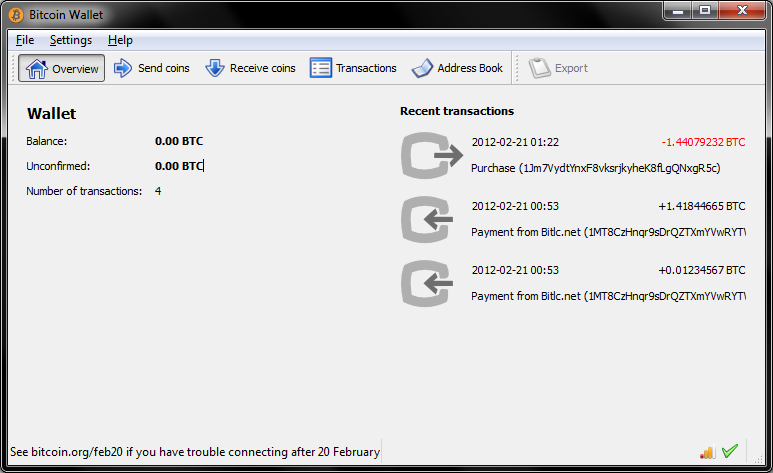 Bitcoin Wallet
File Settings Help
Overview Send coins Receive coins Transactions Address Book Export
Wallet
Balance: 0.00 BTC
Unconfirmed: 0.00 BTC
Number of transactions: 4
Recent transactions
2012-02-21 01:22 -1.44079232 BTC
Purchase (1Jm7VydtYnxF8vksrjkyheK8fLgQNxgR5c)
2012-02-21 00:53 +1.41844665 BTC
Payment from Bitlc.net (1MT8CzHnqr9sDrQZTXmYVwRYTV
2012-02-21 00:53 +0.01234567 BTC
Payment from Bitlc.net (1MT8CzHnqr9sDrQZTXmYVwRYTV
See bitcoin.org/feb20 if you have trouble connecting after 20 February